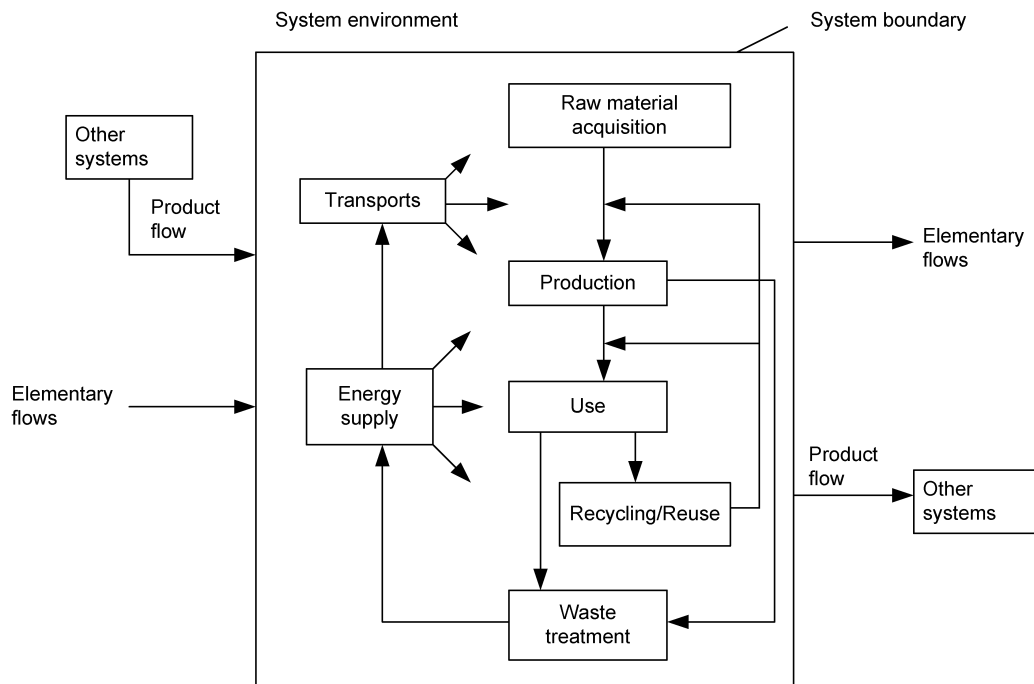 System environment
System boundary
Raw material
acquisition
Other
systems
Transports
Product
flow
Elementary
flows
Production
Energy
supply
Elementary
flows
Use
Product
flow
Recycling/Reuse
Other
systems
Waste
treatment